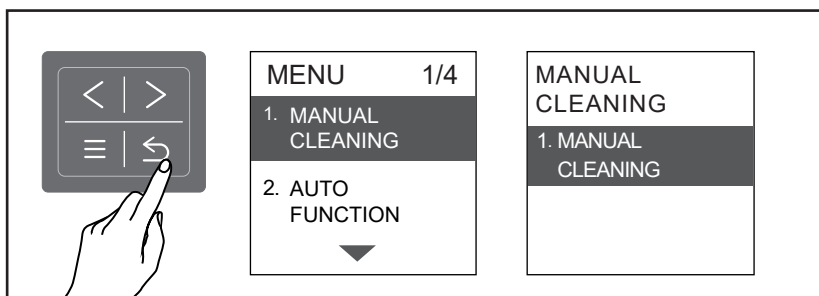 MENU 1/4
1. MANUAL
CLEANING
2. AUTO
FUNCTION
MANUAL
CLEANING
1. MANUAL
CLEANING